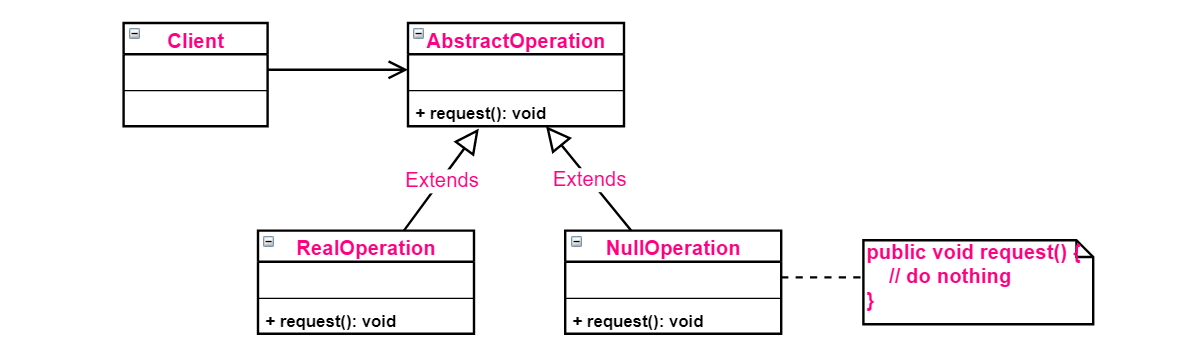 Client
AbstractOperation
+ request(): void
Extends
Extends
RealOperation
+ request(): void
NullOperation
+ request(): void
public void request() {
// do nothing
}